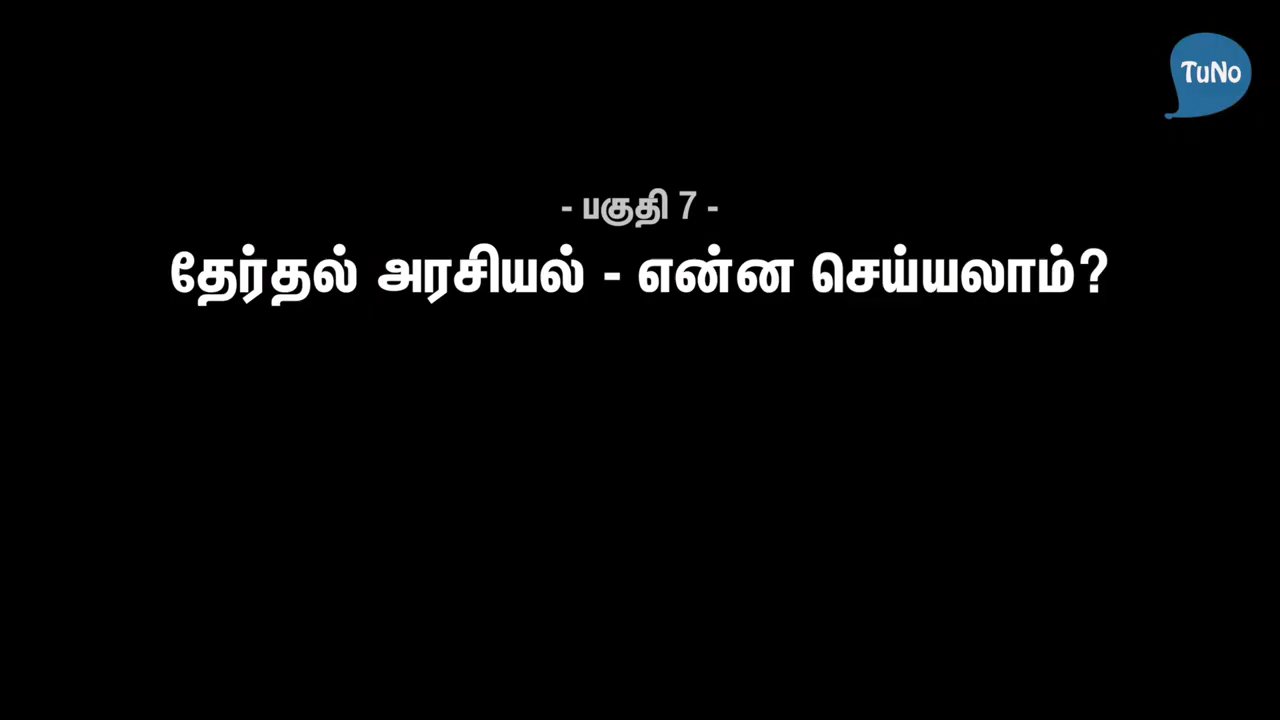 TuNo
- பகுதி 7 -
தேர்தல் அரசியல் - என்ன செய்யலாம்?